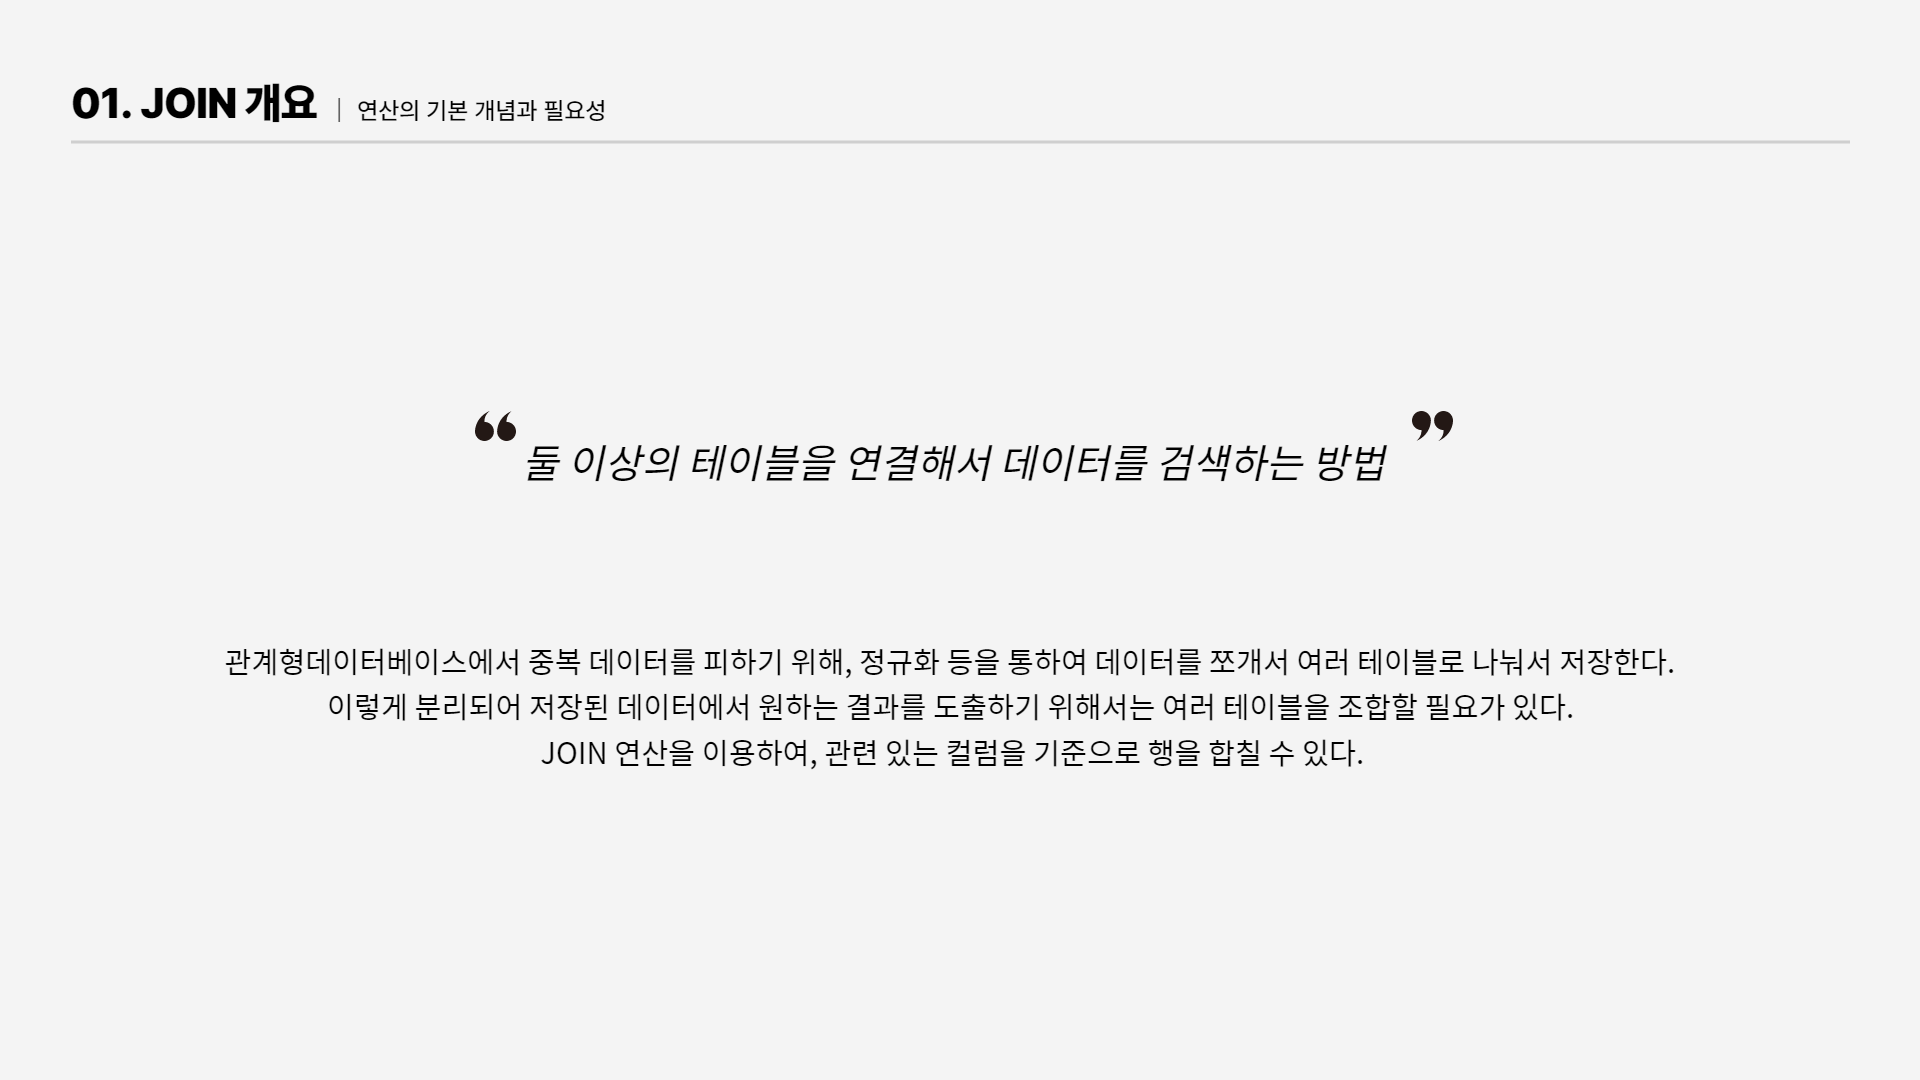 01. JOIN 개요 | 연산의 기본 개념과 필요성
“ 둘 이상의 테이블을 연결해서 데이터를 검색하는 방법 ”
관계형데이터베이스에서 중복 데이터를 피하기 위해, 정규화 등을 통하여 데이터를 쪼개서 여러 테이블로 나눠서 저장한다.
이렇게 분리되어 저장된 데이터에서 원하는 결과를 도출하기 위해서는 여러 테이블을 조합할 필요가 있다.
JOIN 연산을 이용하여, 관련 있는 컬럼을 기준으로 행을 합칠 수 있다.